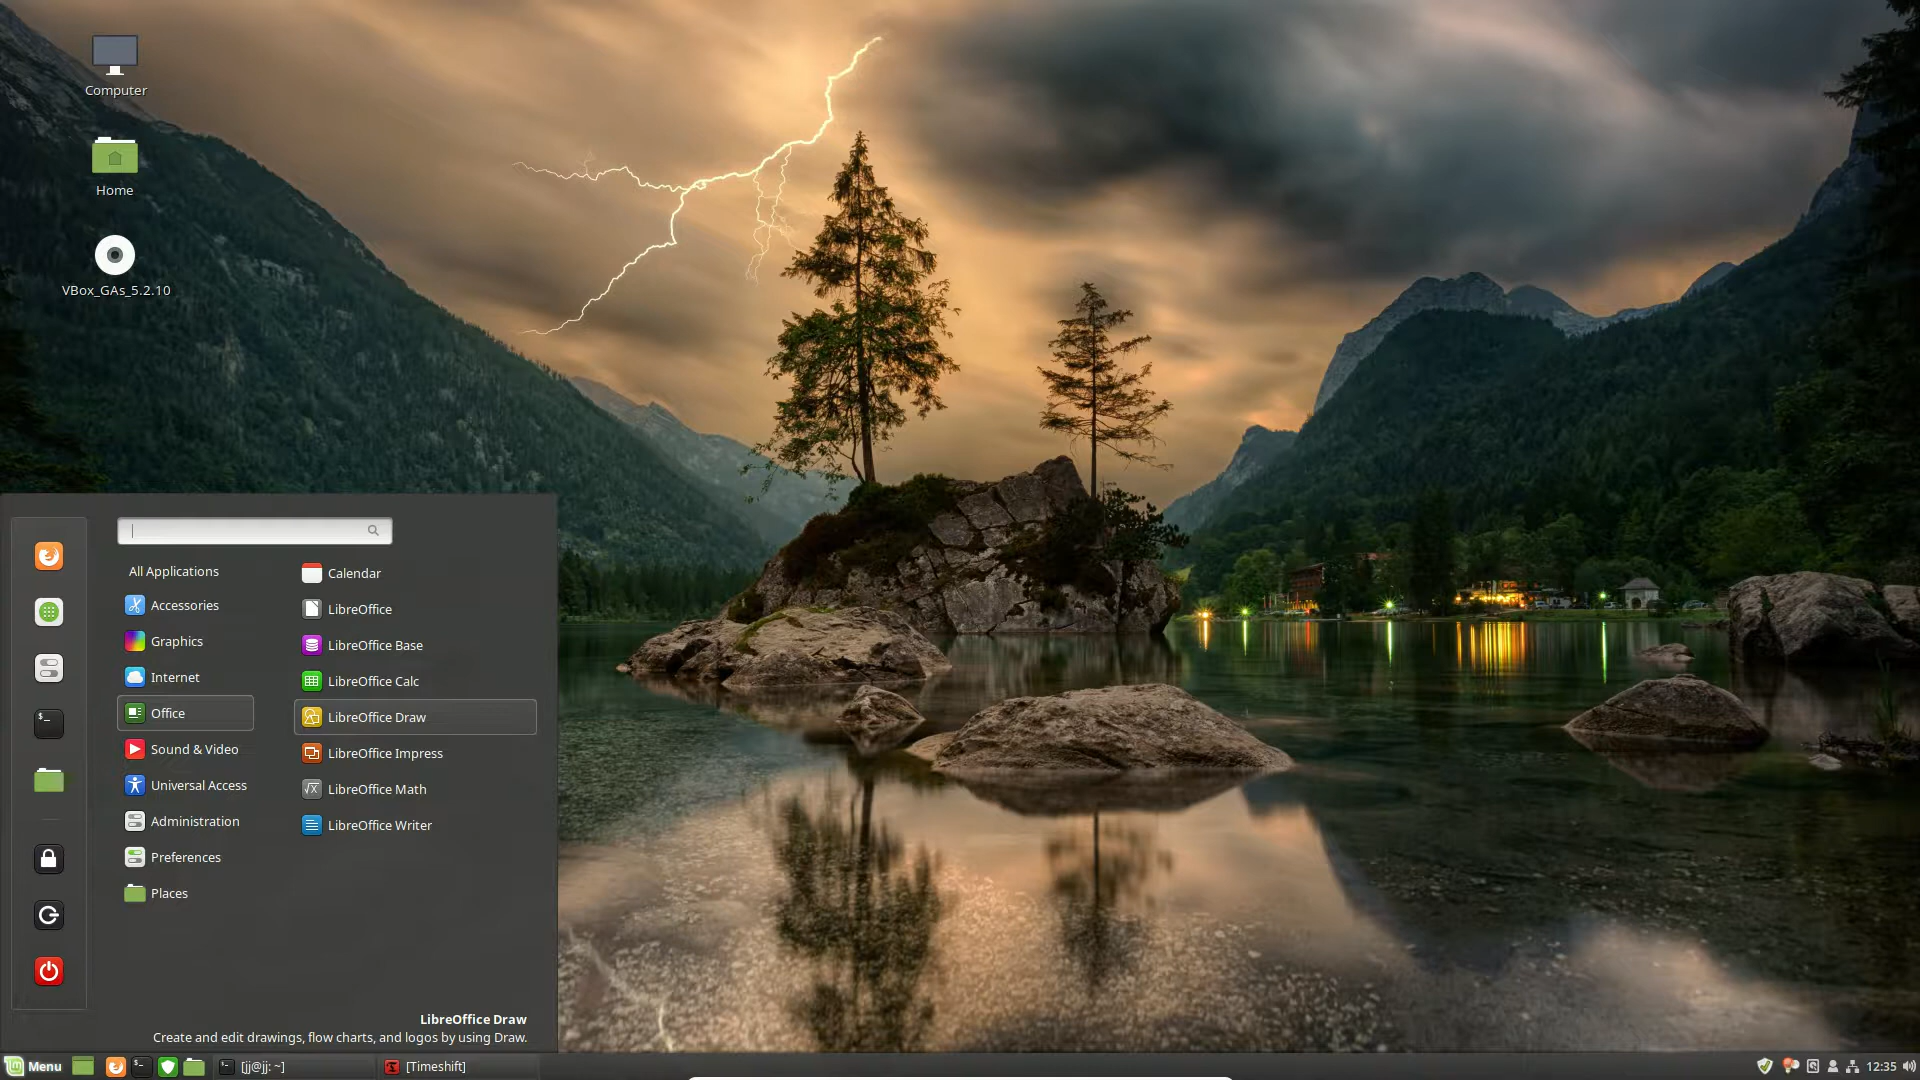 Computer
Home
VBox_GAs_5.2.10
All Applications
Accessories
Graphics
Internet
Office
Sound & Video
Universal Access
Administration
Preferences
Places
Calendar
LibreOffice
LibreOffice Base
LibreOffice Calc
LibreOffice Draw
LibreOffice Impress
LibreOffice Math
LibreOffice Writer
LibreOffice Draw
Create and edit drawings, flow charts, and logos by using Draw.
Menu
[jj@jj: ~]
[Timeshift]
12:35